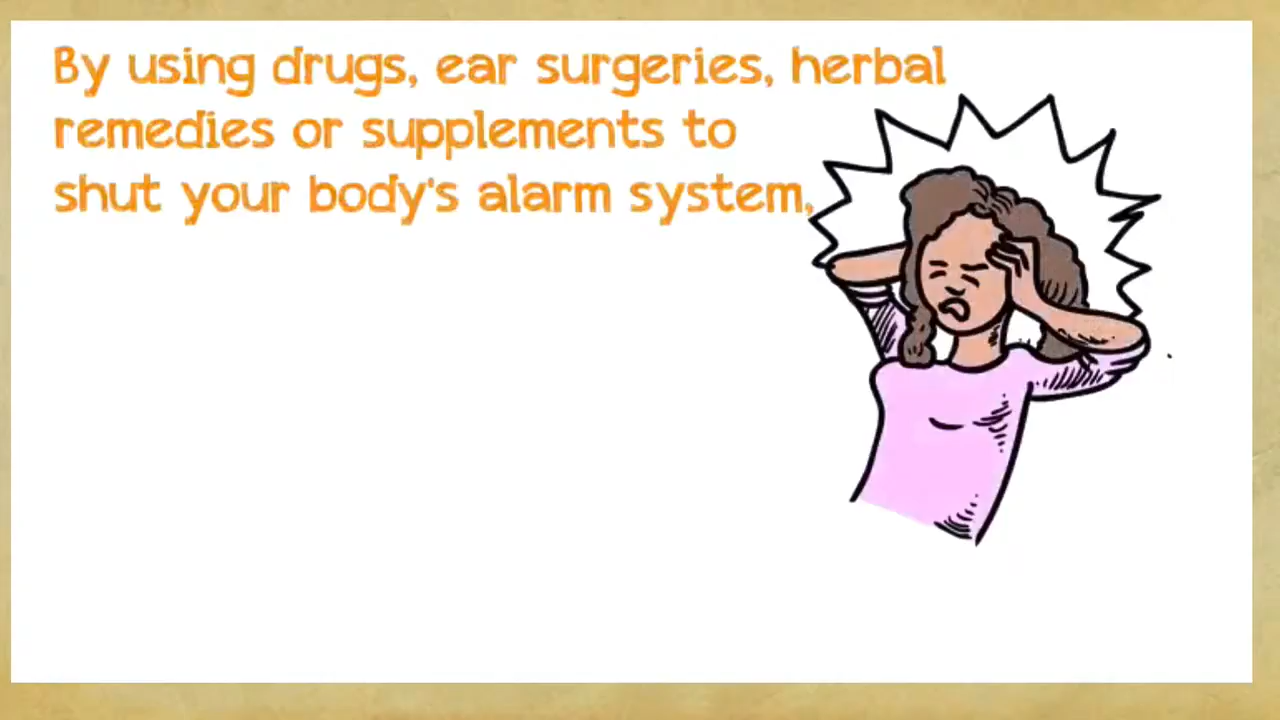 By using drugs, ear surgeries, herbal
remedies or supplements to
shut your body's alarm system,